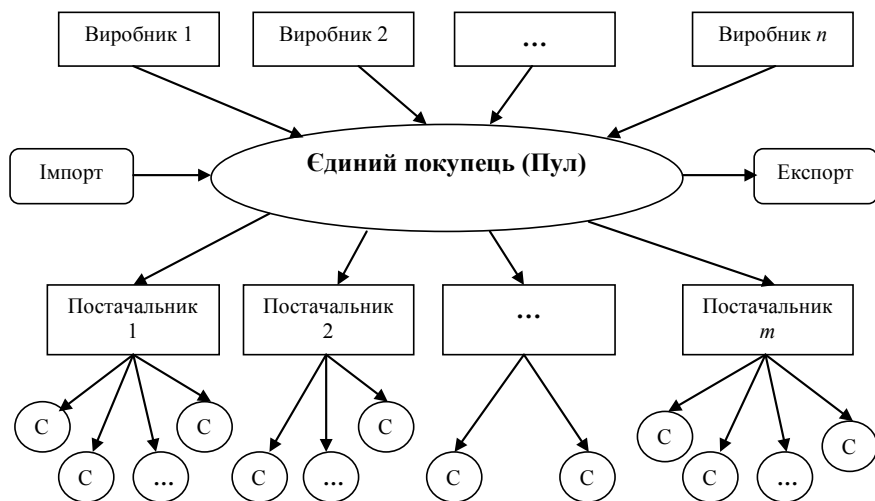 Виробник 1
Виробник 2
...
Виробник n
Єдиний покупець (Пул)
Імпорт
Експорт
Постачальник
1
Постачальник
2
...
Постачальник
m
С
С
...
С
С
...
С
С
С
С
С
...
С